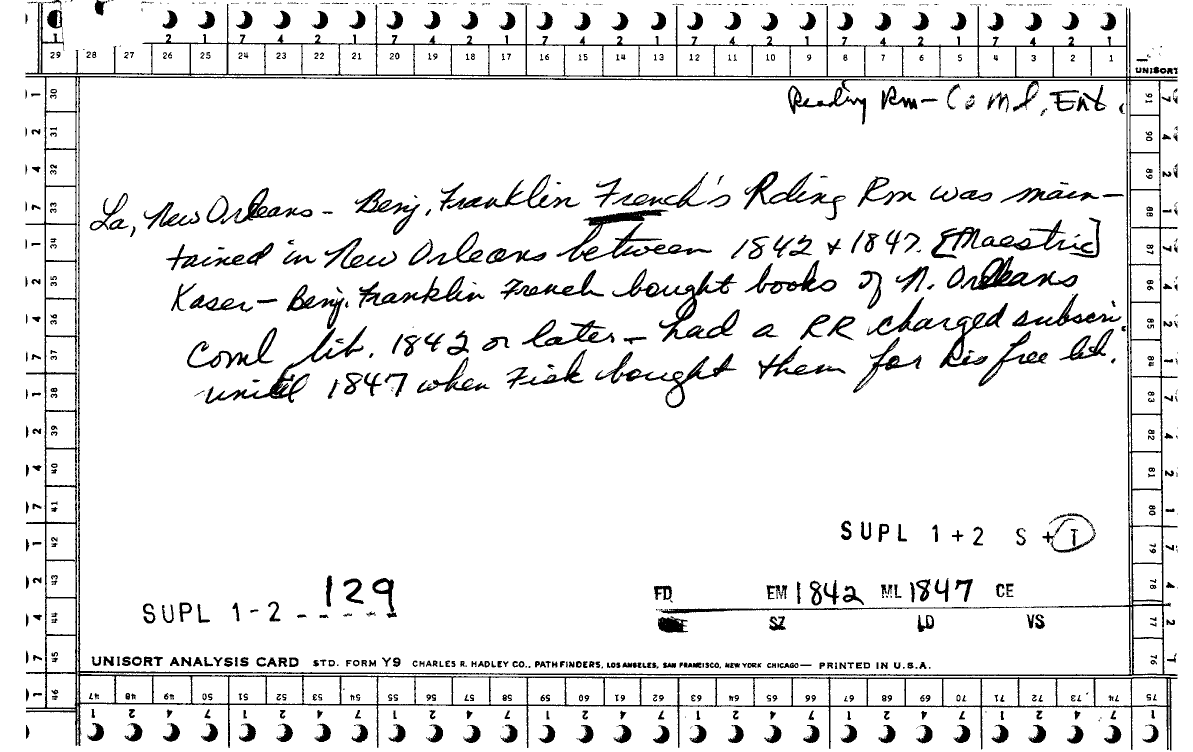 2 1 7 4 2 1 7 4 2 1 7 4 2 1 7 4 2 1 7 4 2 1 7 4 2 1
29 28 27 26 25 24 23 22 21 20 19 18 17 16 15 14 13 12 11 10 9 8 7 6 5 4 3 2 1
UNISORT
Reading Rm - Coml, Ent.
La, New Orleans - Benj. Franklin French's Rding Rm was main-
tained in New Orleans between 1842 + 1847. [Maestric]
Kaser - Benj. Franklin French bought books of N. Orleans
Coml lib. 1842 or later - had a RR charged subscri.
until 1847 when Fisk bought them for his free lib.
SUPL 1+2 S + T
SUPL 1-2 129
FD EM 1842 ML 1847 CE
SZ LD VS
UNISORT ANALYSIS CARD STD. FORM Y9 CHARLES R. HADLEY CO., PATHFINDERS, LOS ANGELES, SAN FRANCISCO, NEW YORK CHICAGO — PRINTED IN U.S.A.
30 31 32 33 34 35 36 37 38 39 40 41 42 43 44 45 46
47 48 49 50 51 52 53 54 55 56 57 58 59 60 61 62 63 64 65 66 67 68 69 70 71 72 73 74 75
1 2 4 7 1 2 4 7 1 2 4 7 1 2 4 7 1 2 4 7 1 2 4 7 1 2 4 7 1
91 90 89 88 87 86 85 84 83 82 81 80 79 78 77 76